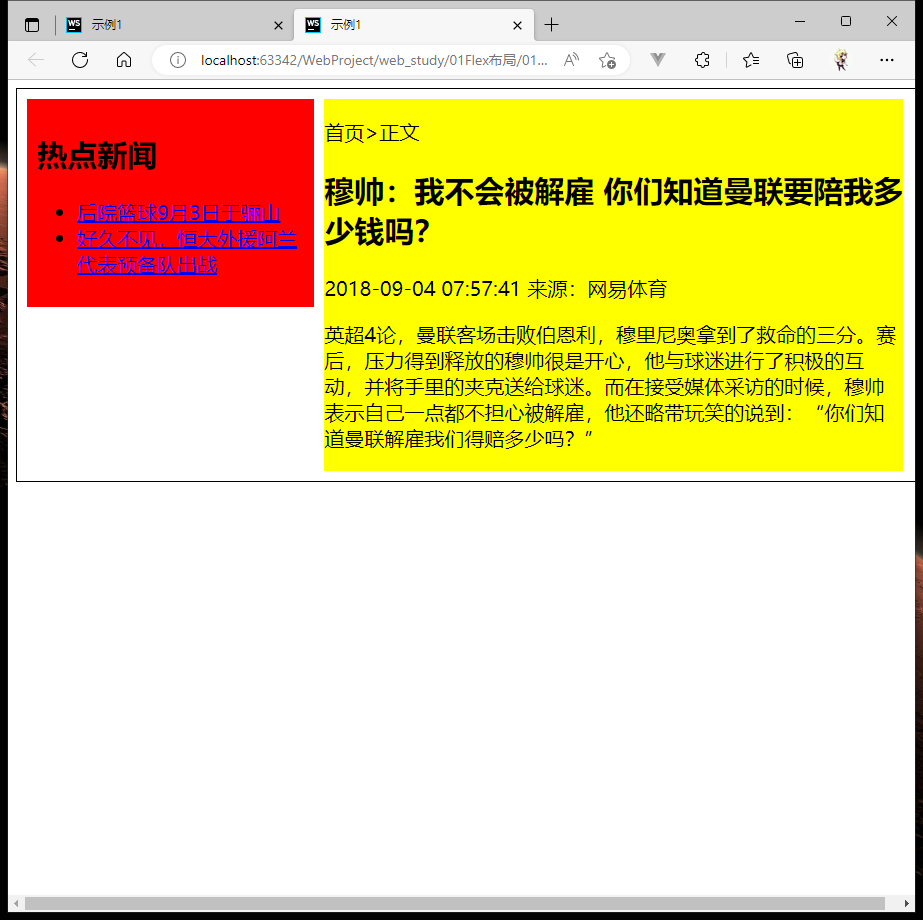 示例1
示例1
localhost:63342/WebProject/web_study/01Flex布局/01...
热点新闻
后院篮球9月3日于骊山
好久不见，恒大外援阿兰
代表预备队出战
首页>正文
穆帅：我不会被解雇 你们知道曼联要陪我多
少钱吗？
2018-09-04 07:57:41 来源：网易体育
英超4论，曼联客场击败伯恩利，穆里尼奥拿到了救命的三分。赛
后，压力得到释放的穆帅很是开心，他与球迷进行了积极的互
动，并将手里的夹克送给球迷。而在接受媒体采访的时候，穆帅
表示自己一点都不担心被解雇，他还略带玩笑的说到：“你们知
道曼联解雇我们得赔多少吗？”